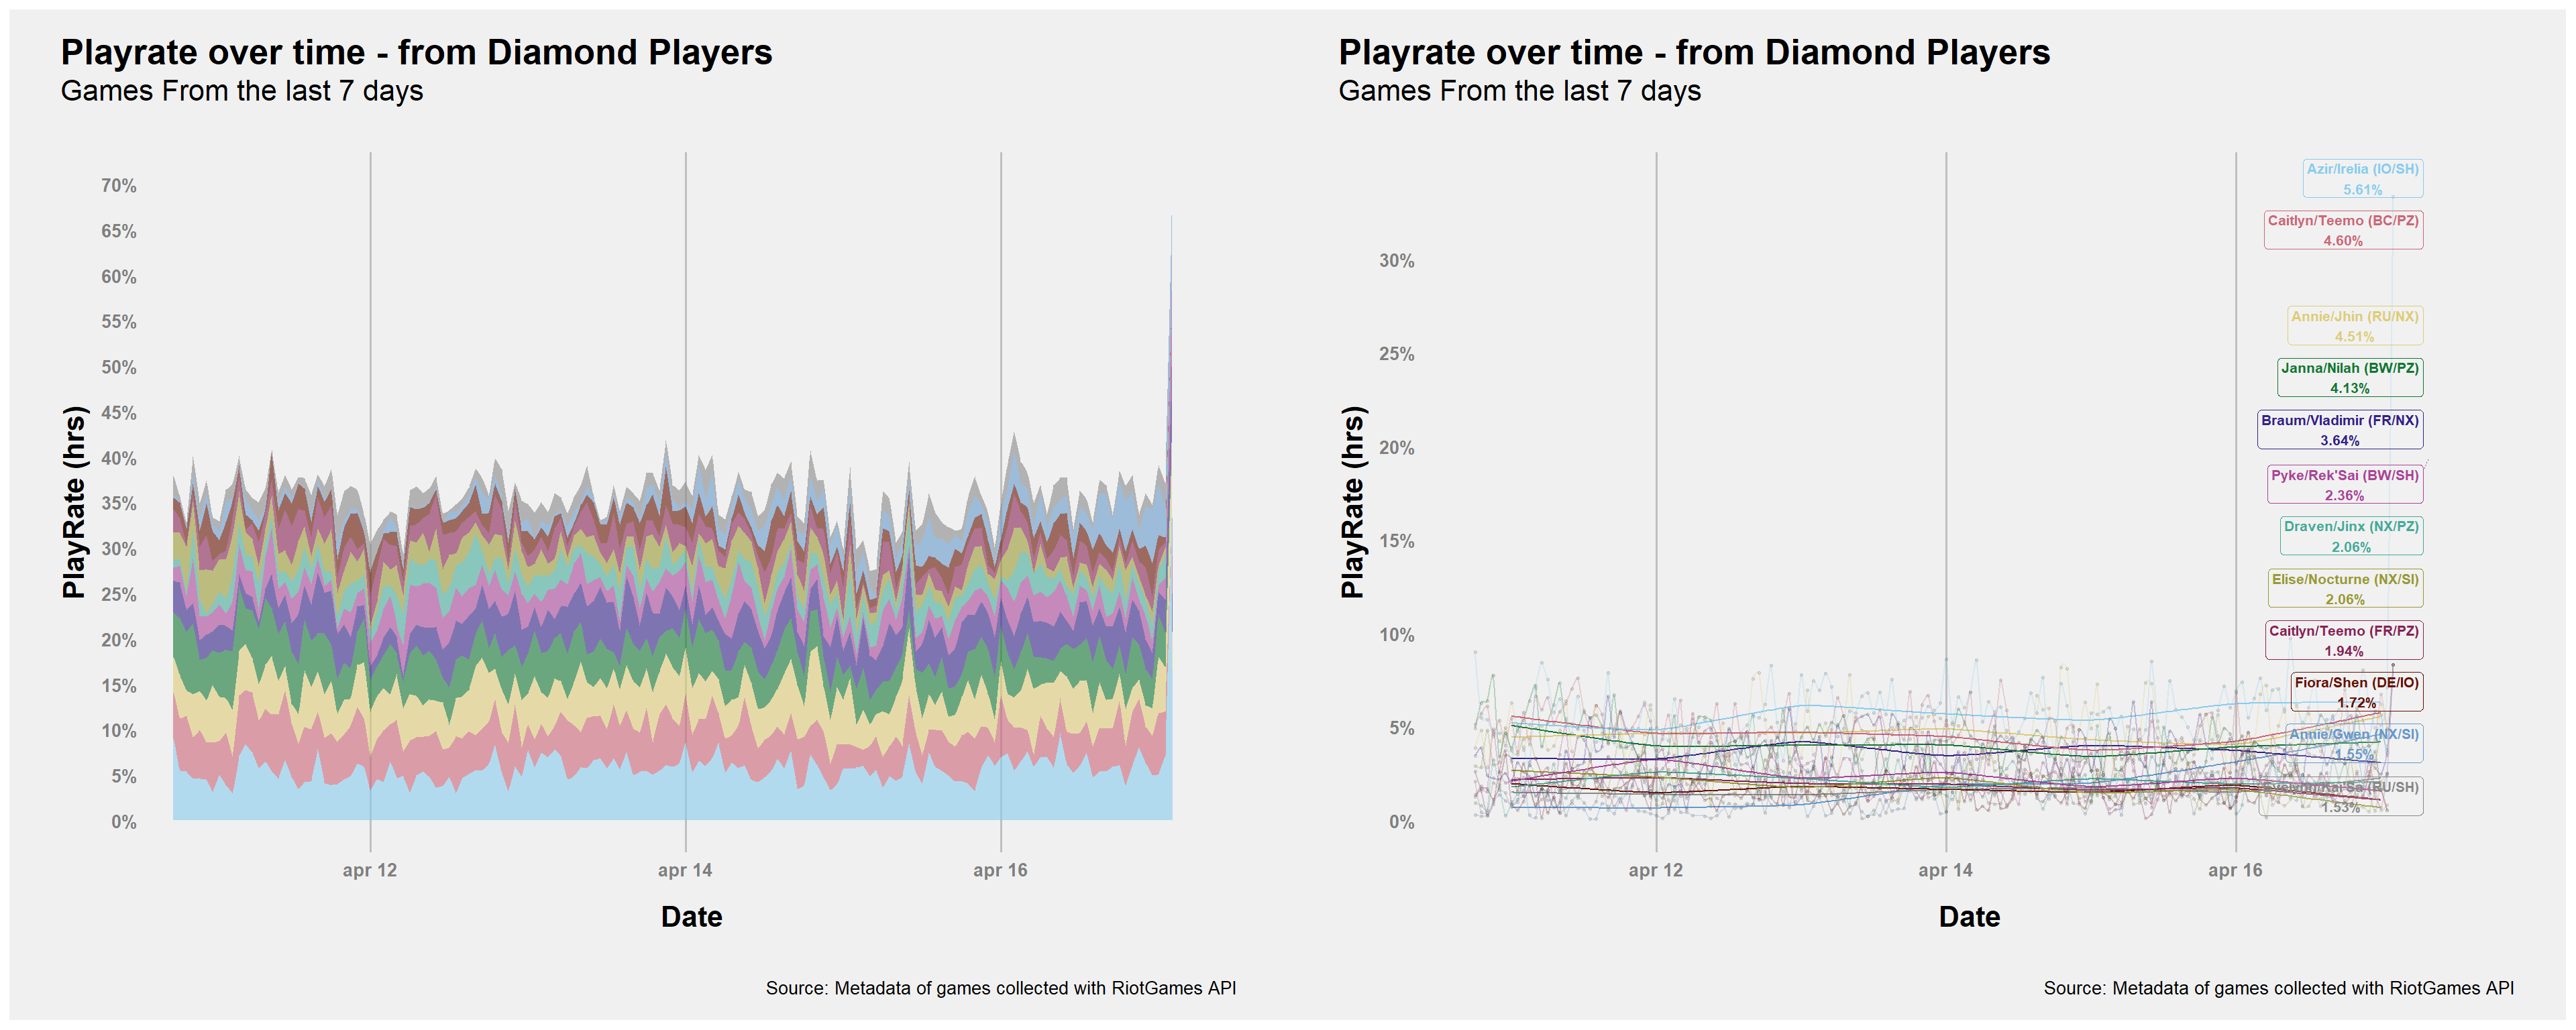 Playrate over time - from Diamond Players
Games From the last 7 days
70%
65%
60%
55%
50%
45%
40%
35%
30%
25%
20%
15%
10%
5%
0%
PlayRate (hrs)
apr 12
apr 14
apr 16
Date
Source: Metadata of games collected with RiotGames API
Playrate over time - from Diamond Players
Games From the last 7 days
30%
25%
20%
15%
10%
5%
0%
PlayRate (hrs)
Azir/Irelia (IO/SH)
5.61%
Caitlyn/Teemo (BC/PZ)
4.60%
Annie/Jhin (RU/NX)
4.51%
Janna/Nilah (BW/PZ)
4.13%
Braum/Vladimir (FR/NX)
3.64%
Pyke/Rek'Sai (BW/SH)
2.36%
Draven/Jinx (NX/PZ)
2.06%
Elise/Nocturne (NX/SI)
2.06%
Caitlyn/Teemo (FR/PZ)
1.94%
Fiora/Shen (DE/IO)
1.72%
Annie/Gwen (NX/SI)
1.55%
(RU/SH)
1.53%
apr 12
apr 14
apr 16
Date
Source: Metadata of games collected with RiotGames API